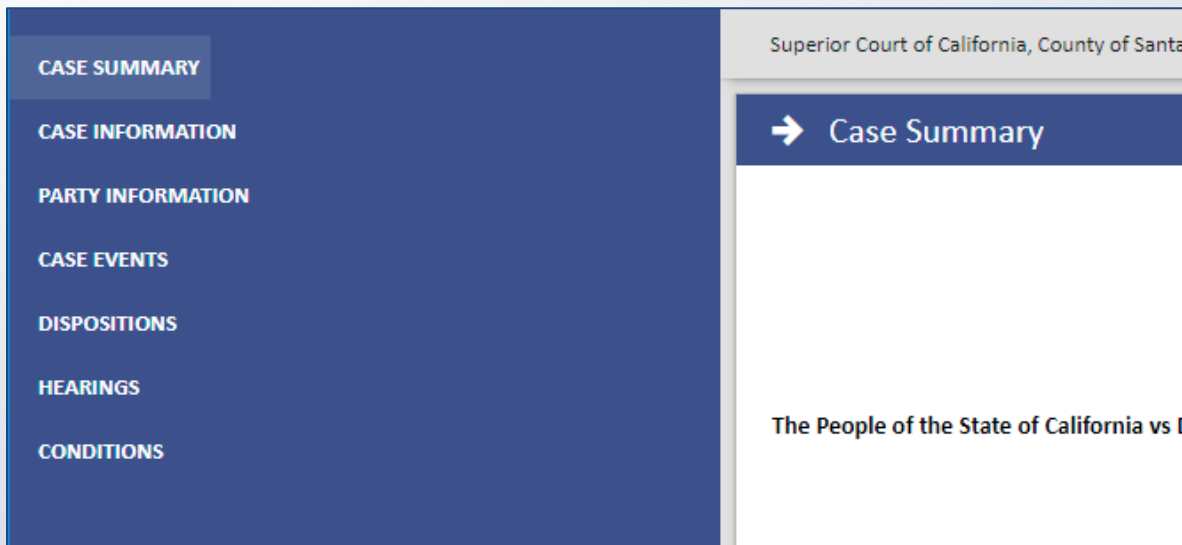 CASE SUMMARY
CASE INFORMATION
PARTY INFORMATION
CASE EVENTS
DISPOSITIONS
HEARINGS
CONDITIONS
Superior Court of California, County of Santa
Case Summary
The People of the State of California vs